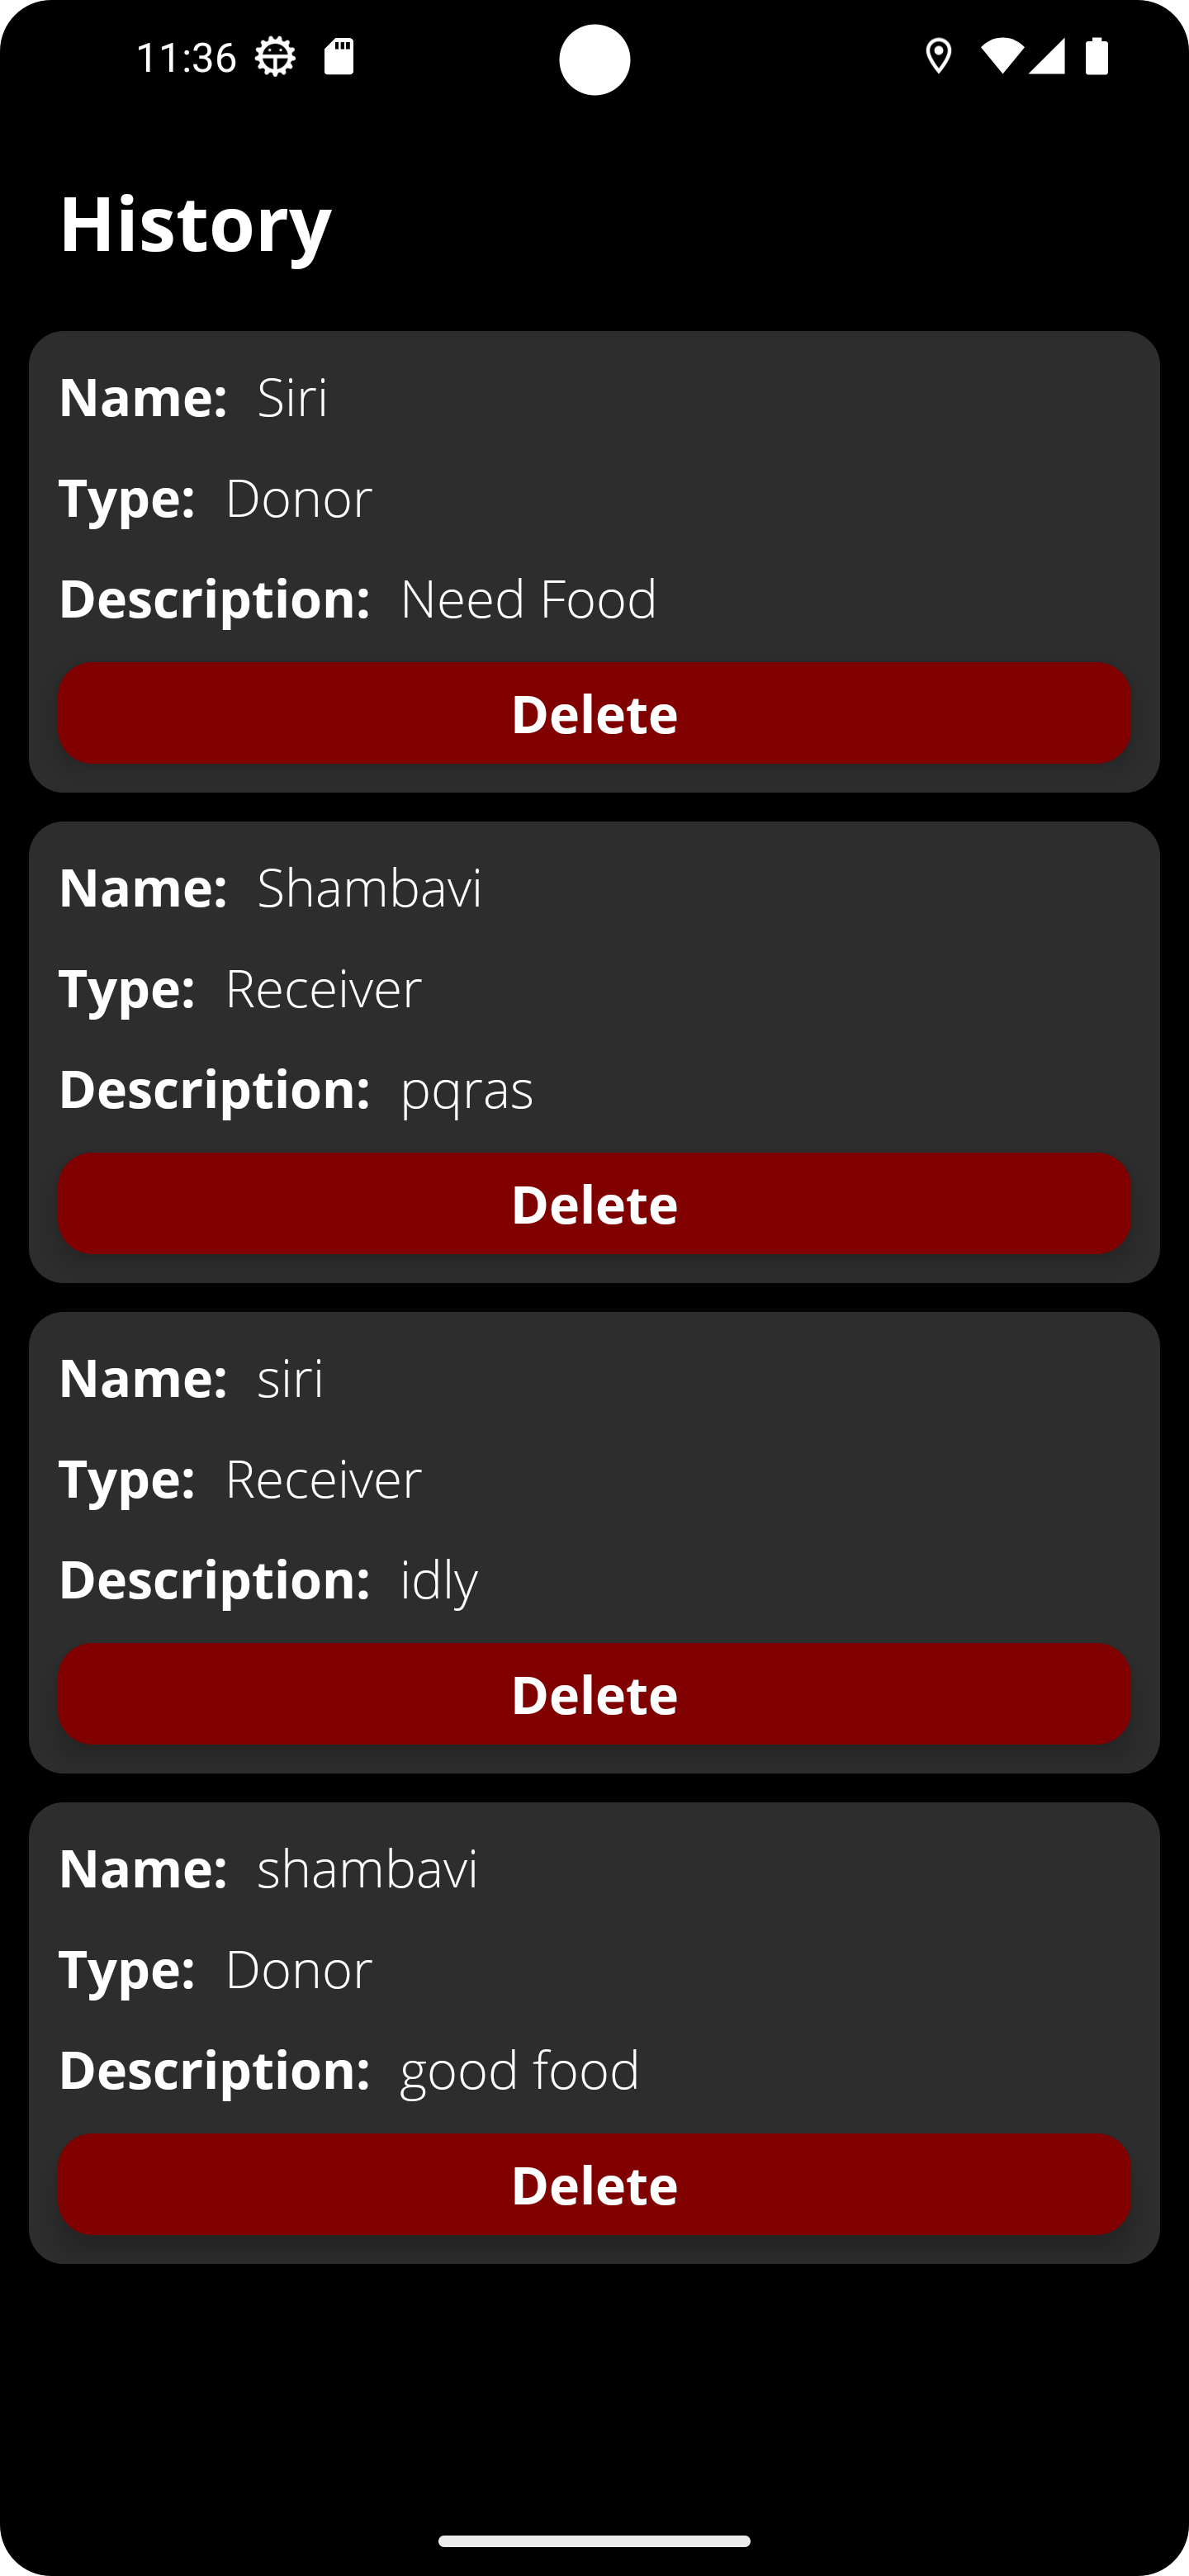 11:36
History
Name: Siri
Type: Donor
Description: Need Food
Delete
Name: Shambavi
Type: Receiver
Description: pqras
Delete
Name: siri
Type: Receiver
Description: idly
Delete
Name: shambavi
Type: Donor
Description: good food
Delete